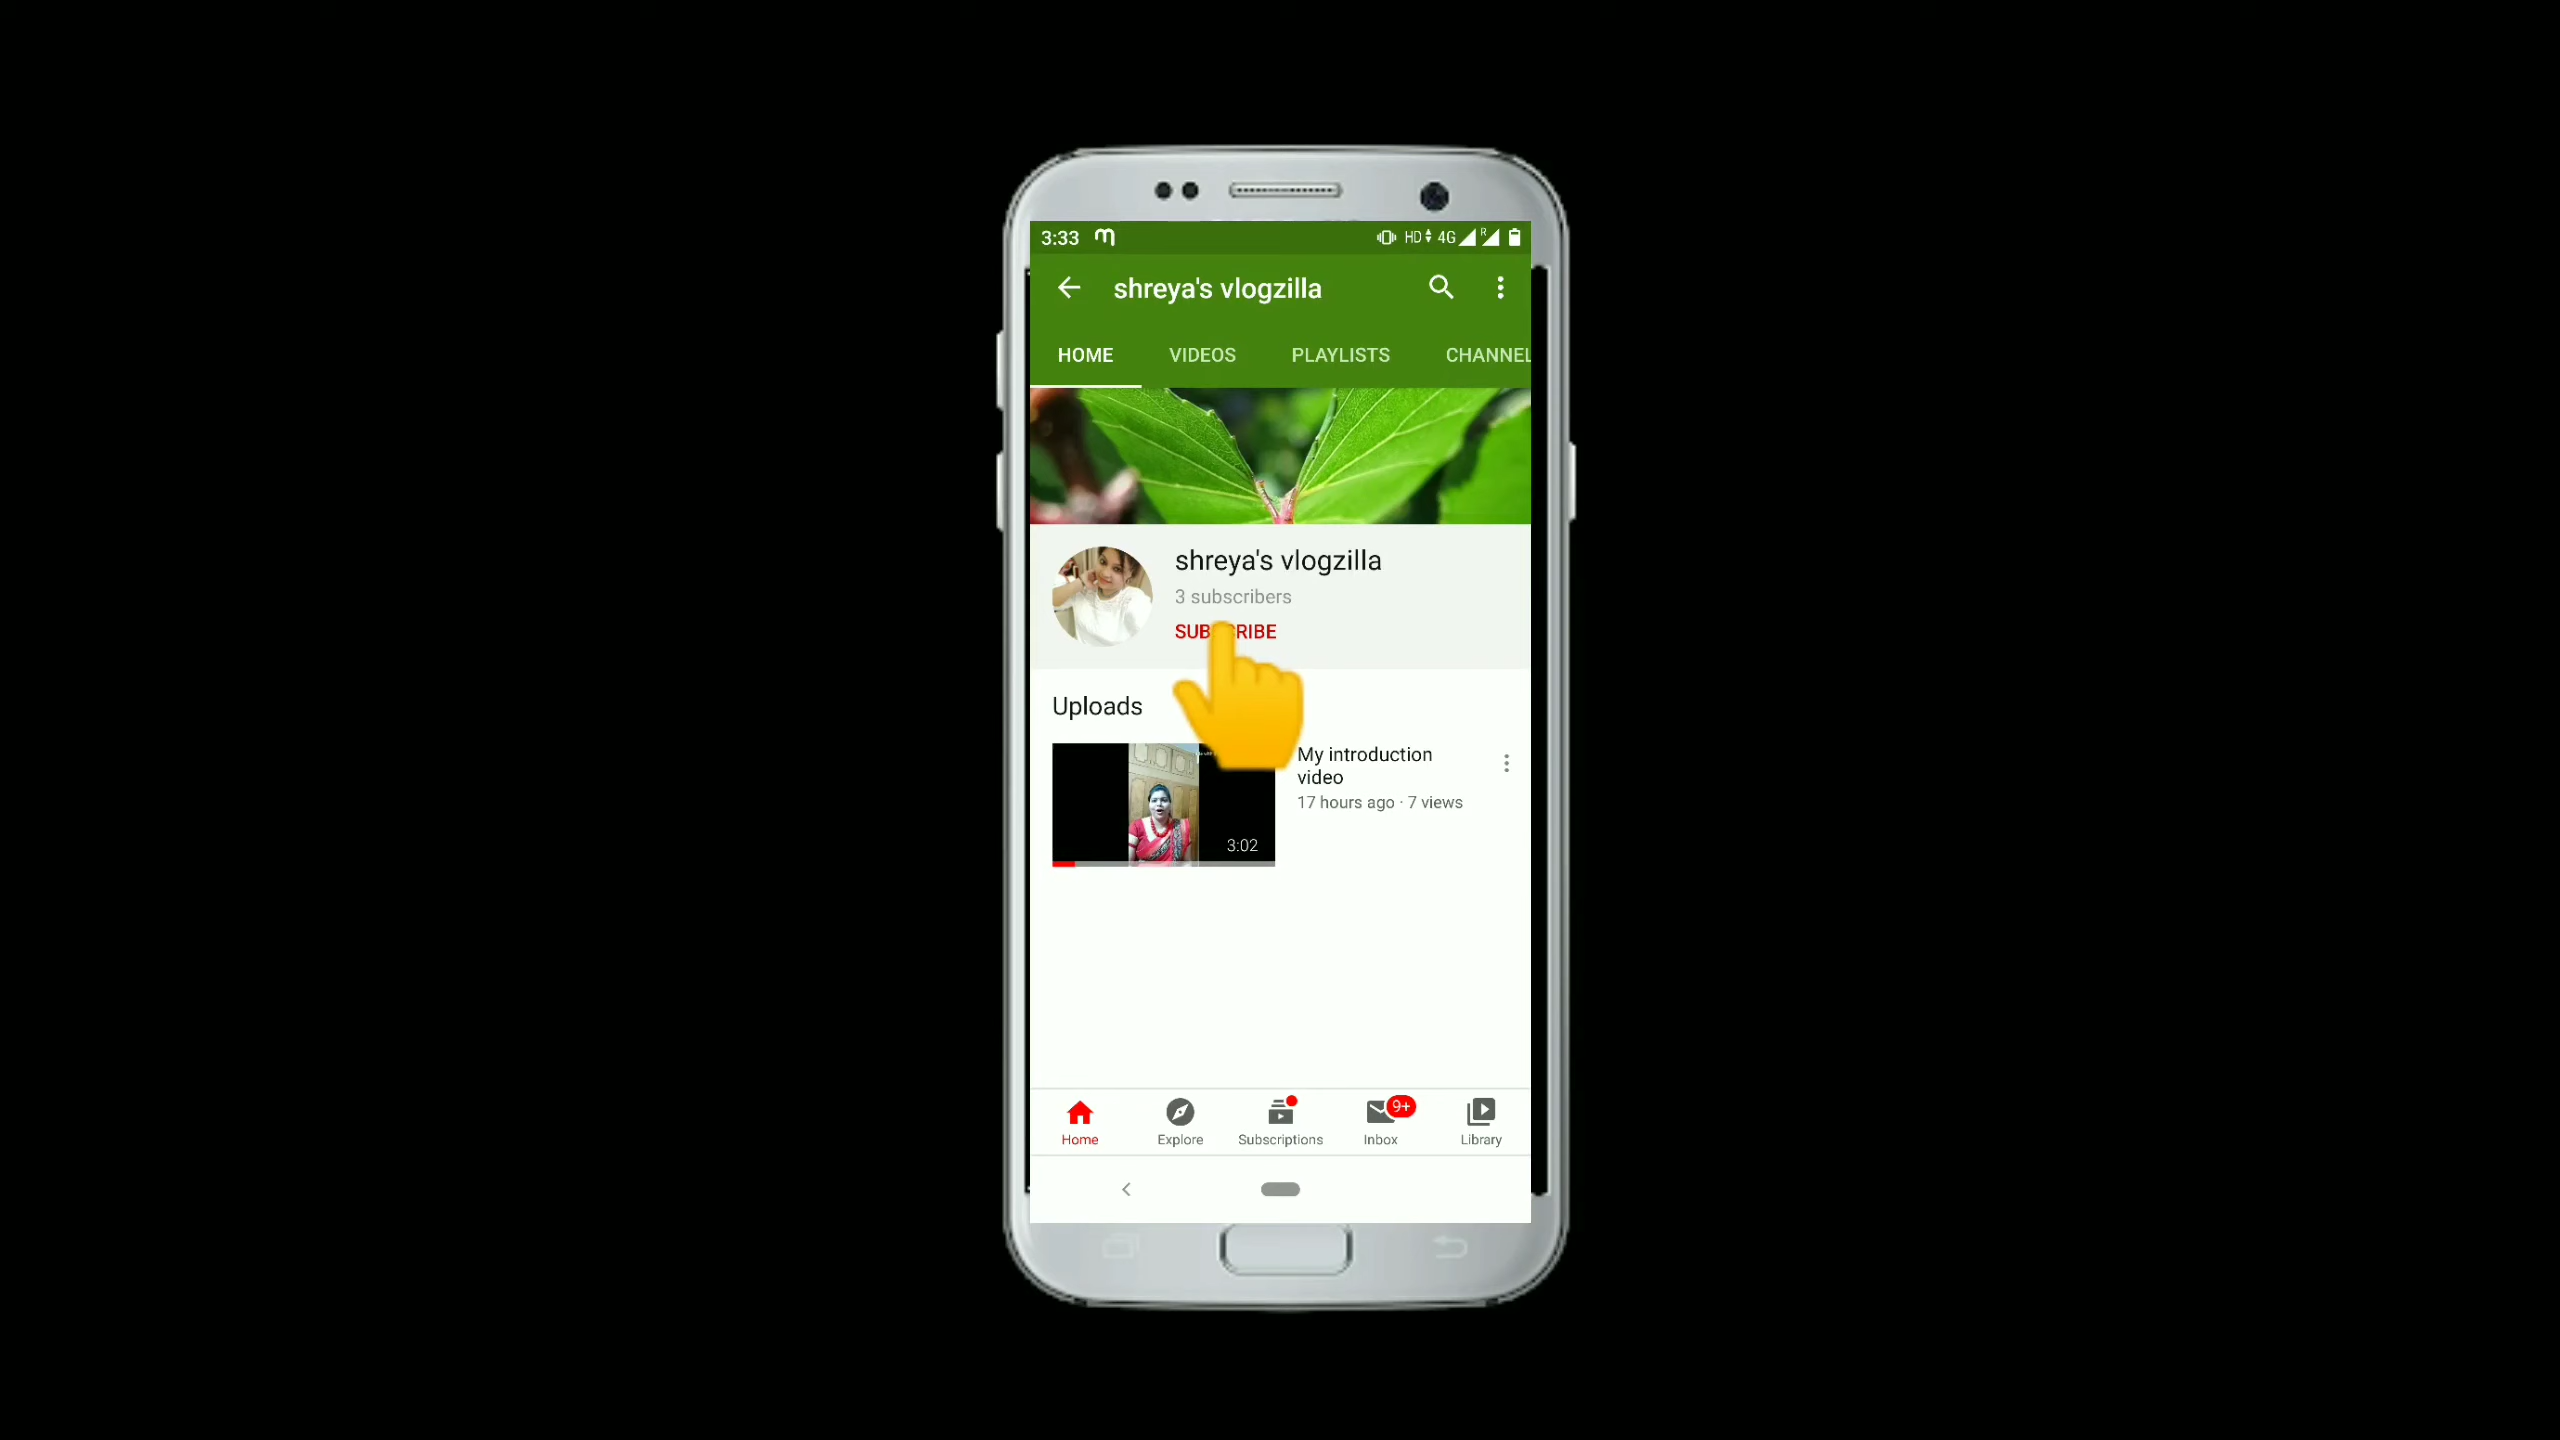 3:33
HD 4G R
shreya's vlogzilla
HOME VIDEOS PLAYLISTS CHANNEL
shreya's vlogzilla
3 subscribers
SUBSCRIBE
Uploads
My introduction
video
17 hours ago · 7 views
3:02
9+
Home Explore Subscriptions Inbox Library